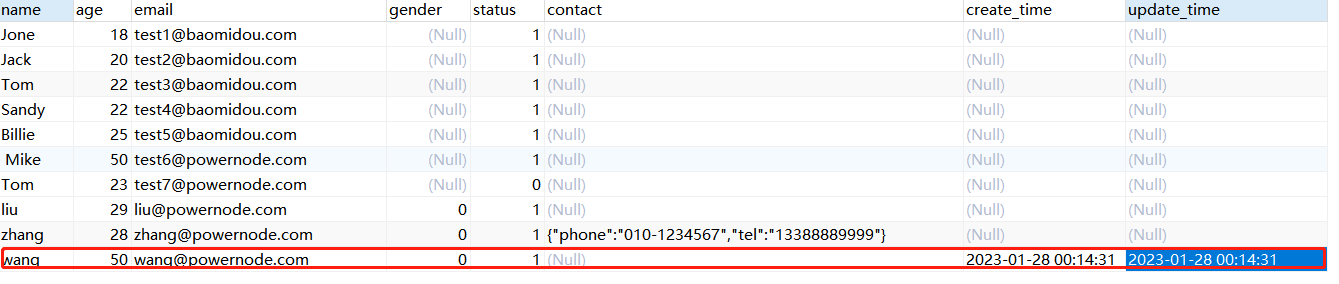 name age email gender status contact create_time update_time
Jone 18 test1@baomidou.com (Null) 1 (Null) (Null) (Null)
Jack 20 test2@baomidou.com (Null) 1 (Null) (Null) (Null)
Tom 22 test3@baomidou.com (Null) 1 (Null) (Null) (Null)
Sandy 22 test4@baomidou.com (Null) 1 (Null) (Null) (Null)
Billie 25 test5@baomidou.com (Null) 1 (Null) (Null) (Null)
Mike 50 test6@powernode.com (Null) 1 (Null) (Null) (Null)
Tom 23 test7@powernode.com (Null) 0 (Null) (Null) (Null)
liu 29 liu@powernode.com 0 1 (Null) (Null) (Null)
zhang 28 zhang@powernode.com 0 1 {"phone":"010-1234567","tel":"13388889999"} (Null) (Null)
wang 50 wang@powernode.com 0 1 (Null) 2023-01-28 00:14:31 2023-01-28 00:14:31